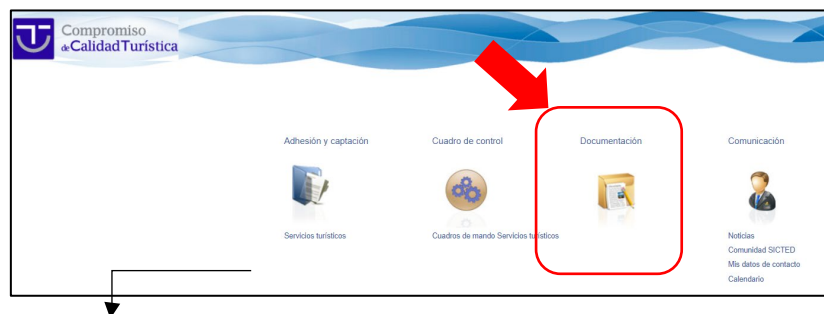 Compromiso
de Calidad Turística
Adhesión y captación
Cuadro de control
Documentación
Comunicación
Servicios turísticos
Cuadros de mando Servicios turísticos
Noticias
Comunidad SICTED
Mis datos de contacto
Calendario